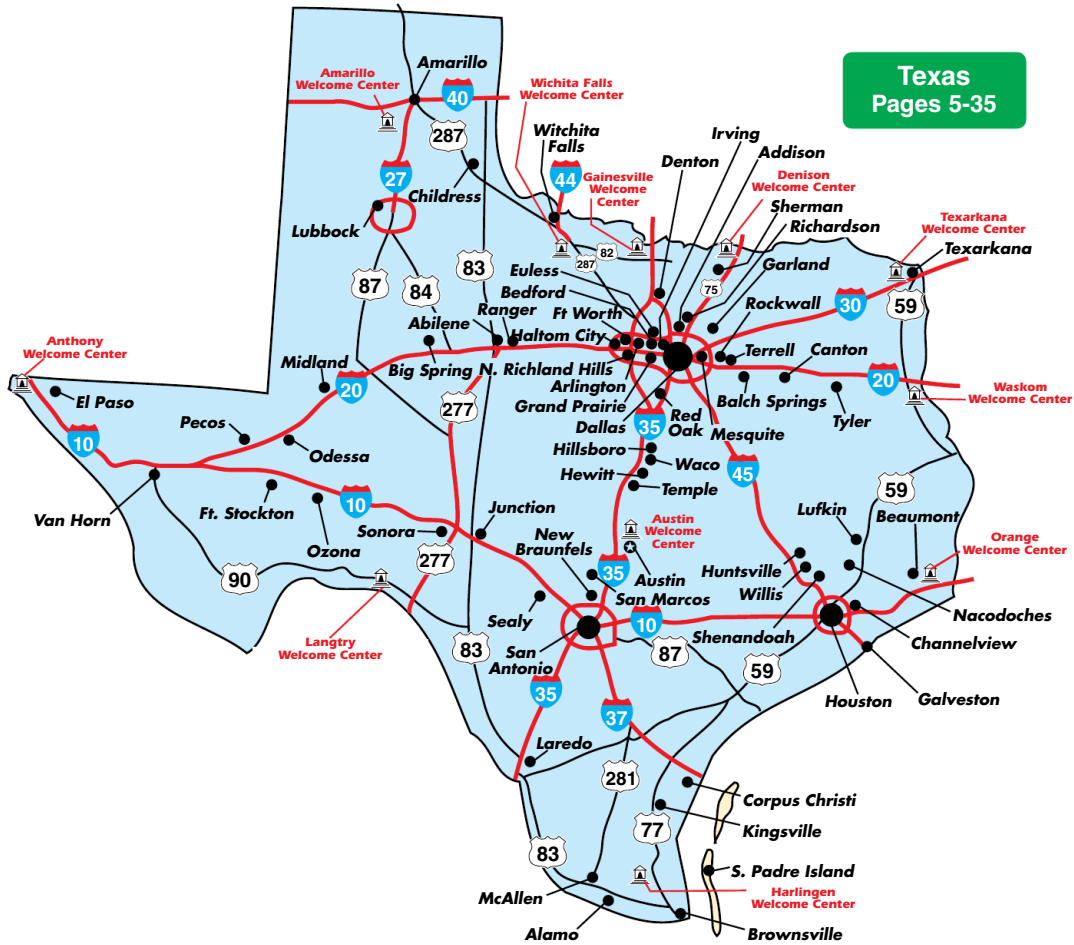 Texas
Pages 5-35
Amarillo
Amarillo
Welcome Center
40
Wichita Falls
Welcome Center
287
Witchita
Falls
Irving
Addison
Denton
Denison
Welcome Center
27
Childress
44
Gainesville
Welcome
Center
Sherman
Richardson
Texarkana
Welcome Center
Texarkana
Lubbock
82
287
Euless
75
Garland
83
87
84
Bedford
Rockwall
30
59
Ranger
Ft Worth
Abilene
Haltom City
Anthony
Welcome Center
Midland
Big Spring
N. Richland Hills
Terrell
Canton
20
20
Arlington
Waskom
Welcome Center
El Paso
277
Grand Prairie
Balch Springs
Tyler
Pecos
Dallas
35
Red
Oak
Mesquite
10
Odessa
Hillsboro
Waco
45
Hewitt
Temple
59
10
Van Horn
Ft. Stockton
Junction
Lufkin
Beaumont
Sonora
Austin
Welcome
Center
Ozona
New
Braunfels
Orange
Welcome Center
277
35
Huntsville
90
Austin
Willis
San Marcos
Sealy
Nacodoches
10
Shenandoah
Langtry
Welcome Center
83
San
Antonio
87
Channelview
59
35
Houston
Galveston
37
Laredo
281
Corpus Christi
77
Kingsville
83
S. Padre Island
McAllen
Harlingen
Welcome Center
Alamo
Brownsville